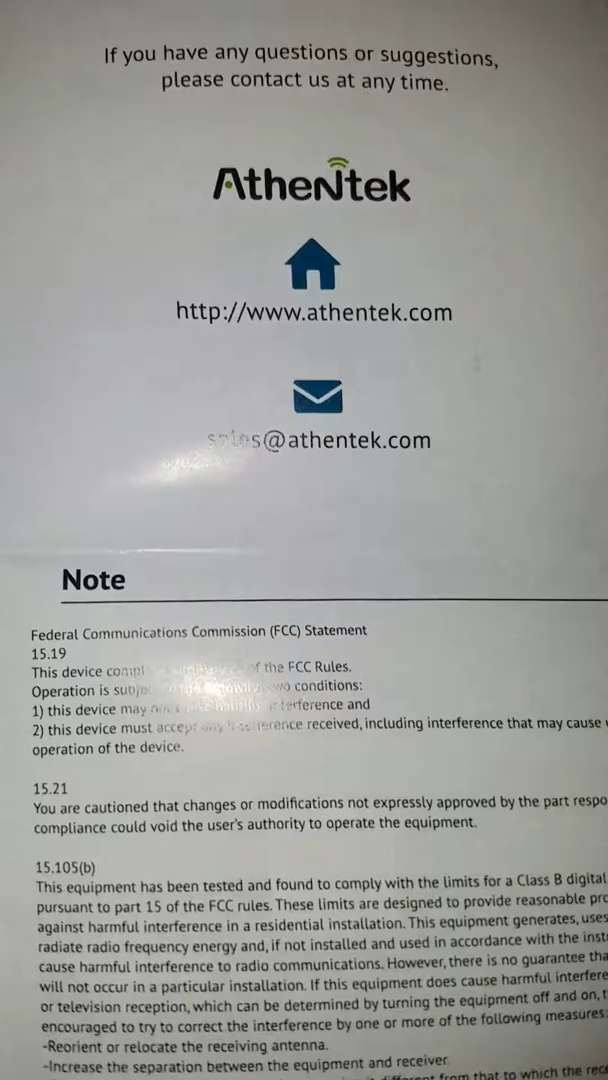 If you have any questions or suggestions,
please contact us at any time.
AtheNtek
http://www.athentek.com
sales@athentek.com
Note
Federal Communications Commission (FCC) Statement
15.19
This device of the FCC Rules.
Operation is two conditions:
1) this device may interference and
2) this device must accept any interference received, including interference that may cause
operation of the device.
15.21
You are cautioned that changes or modifications not expressly approved by the part respo
compliance could void the user's authority to operate the equipment.
15.105(b)
This equipment has been tested and found to comply with the limits for a Class B digital
pursuant to part 15 of the FCC rules. These limits are designed to provide reasonable pro
against harmful interference in a residential installation. This equipment generates, uses
radiate radio frequency energy and, if not installed and used in accordance with the inst
cause harmful interference to radio communications. However, there is no guarantee tha
will not occur in a particular installation. If this equipment does cause harmful interfere
or television reception, which can be determined by turning the equipment off and on, t
encouraged to try to correct the interference by one or more of the following measures:
-Reorient or relocate the receiving antenna.
-Increase the separation between the equipment and receiver.
from that to which the rece